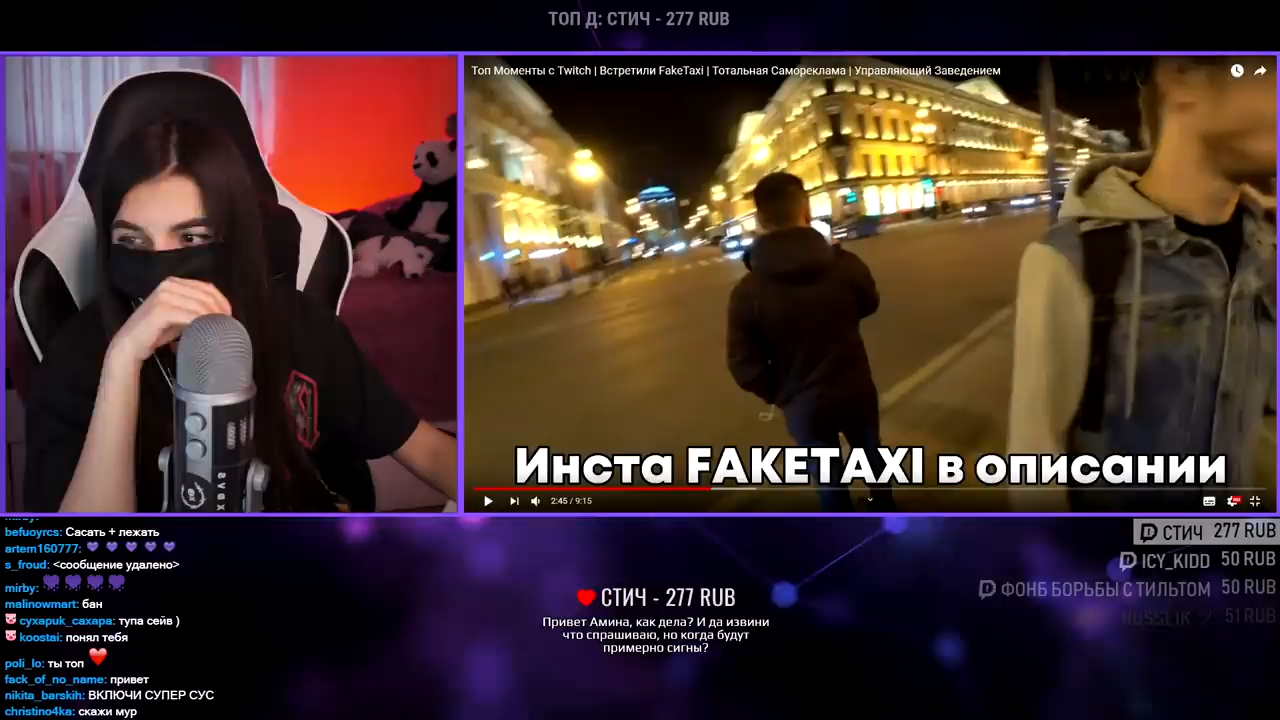 ТОП Д: СТИЧ - 277 RUB
Топ Моменты с Twitch | Встретили FakeTaxi | Тотальная Самореклама | Управляющий Заведением
Инста FAKETAXI в описании
2:45 / 9:15
befuoyrcs: Сасать + лежать
artem160777:
s_froud: <сообщение удалено>
mirby:
malinowmart: бан
cyxapuk_caxapa: тупа сейв )
koostai: понял тебя
poli_lo: ты топ
fack_of_no_name: привет
nikita_barskih: ВКЛЮЧИ СУПЕР СУС
christino4ka: скажи мур
СТИЧ - 277 RUB
Привет Амина, как дела? И да извини
что спрашиваю, но когда будут
примерно сигны?
СТИЧ 277 RUB
ICY_KIDD 50 RUB
ФОНБ БОРЬБЫ С ТИЛЬТОМ 50 RUB
RUSSLIK 51 RUB